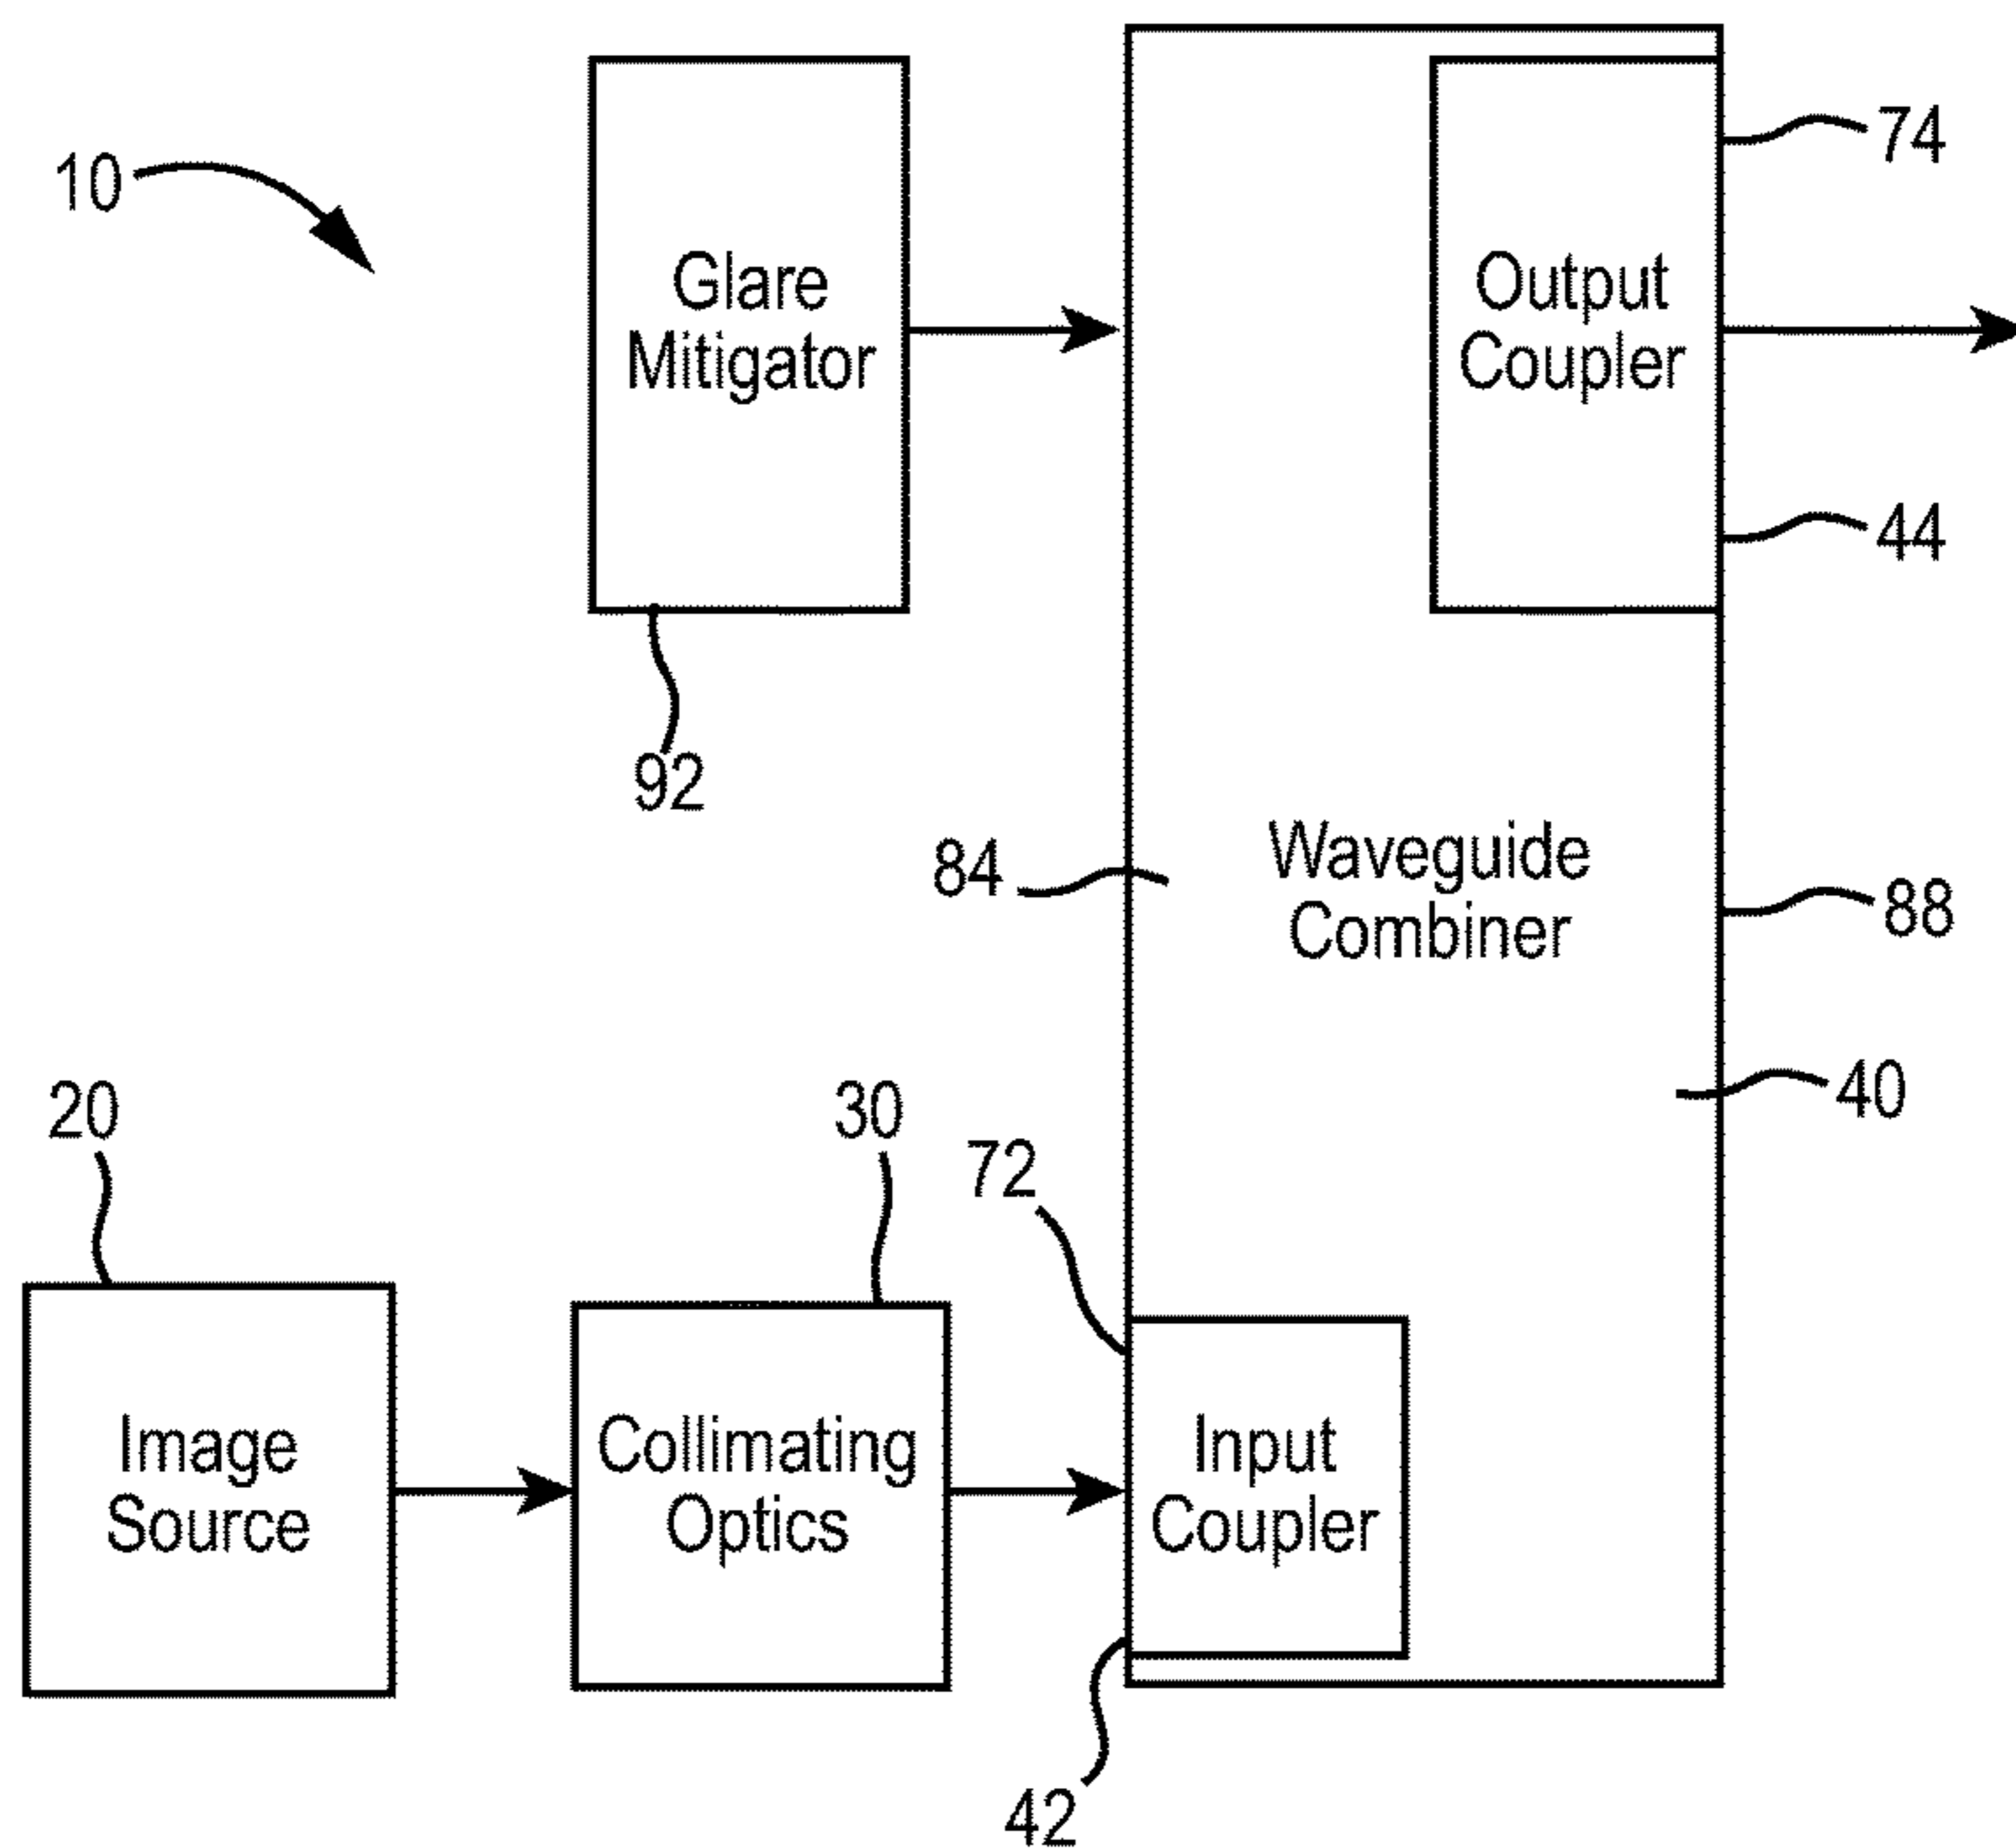 10
Glare
Mitigator
92
Output
Coupler
74
44
84
Waveguide
Combiner
88
40
20
30
72
Image
Source
Collimating
Optics
Input
Coupler
42